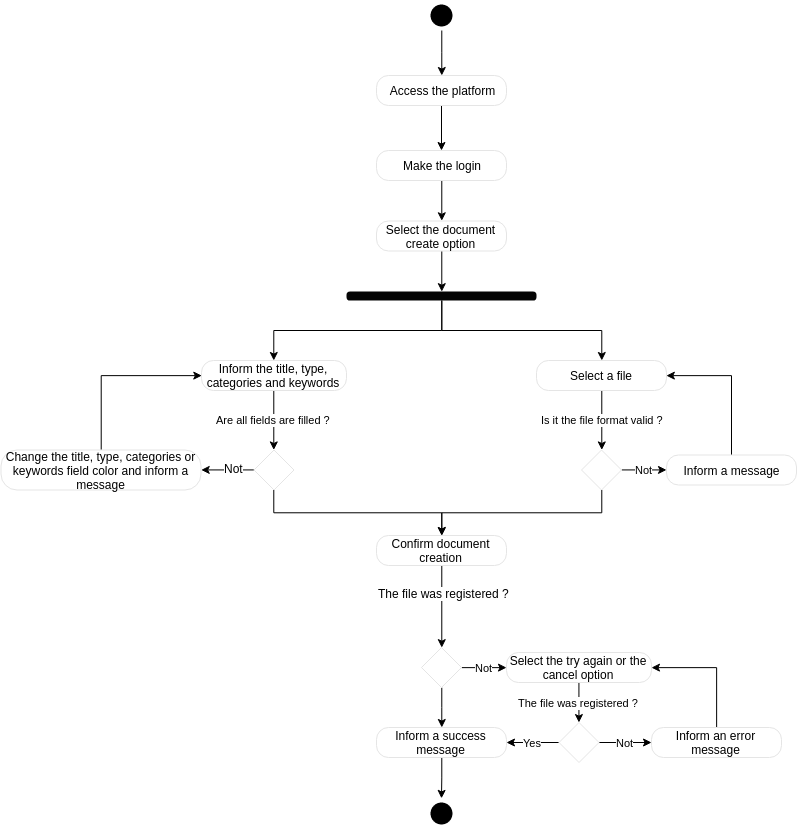 Access the platform
Make the login
Select the document
create option
Inform the title, type,
categories and keywords
Select a file
Are all fields are filled ?
Is it the file format valid ?
Change the title, type, categories or
keywords field color and inform a
message
Not
Not
Inform a message
Confirm document
creation
The file was registered ?
Not
Select the try again or the
cancel option
The file was registered ?
Inform a success
message
Yes
Not
Inform an error
message